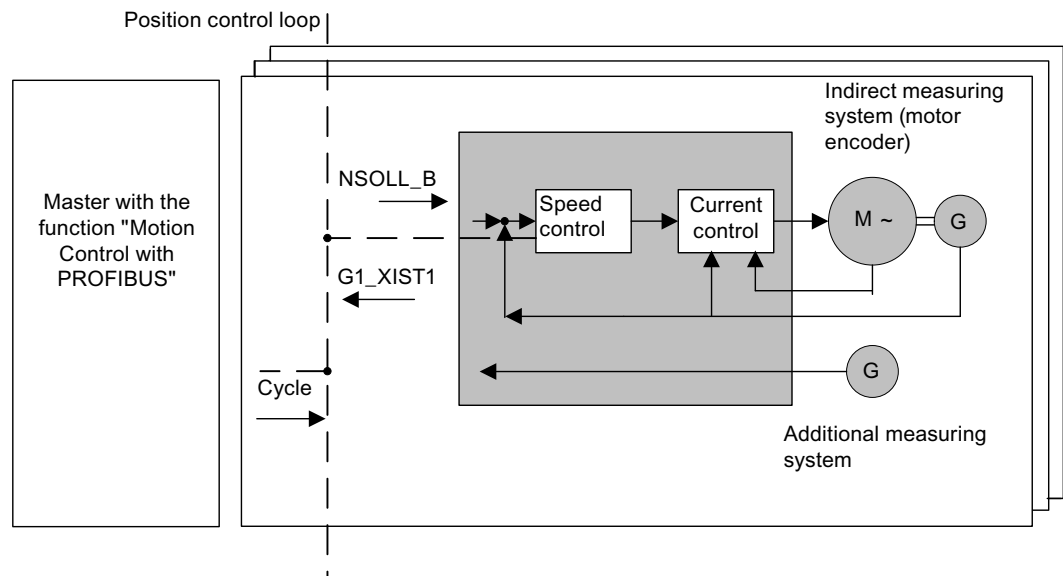 Position control loop
Master with the
function "Motion
Control with
PROFIBUS"
NSOLL_B
G1_XIST1
Cycle
Speed
control
Current
control
Indirect measuring
system (motor
encoder)
M ~
G
G
Additional measuring
system